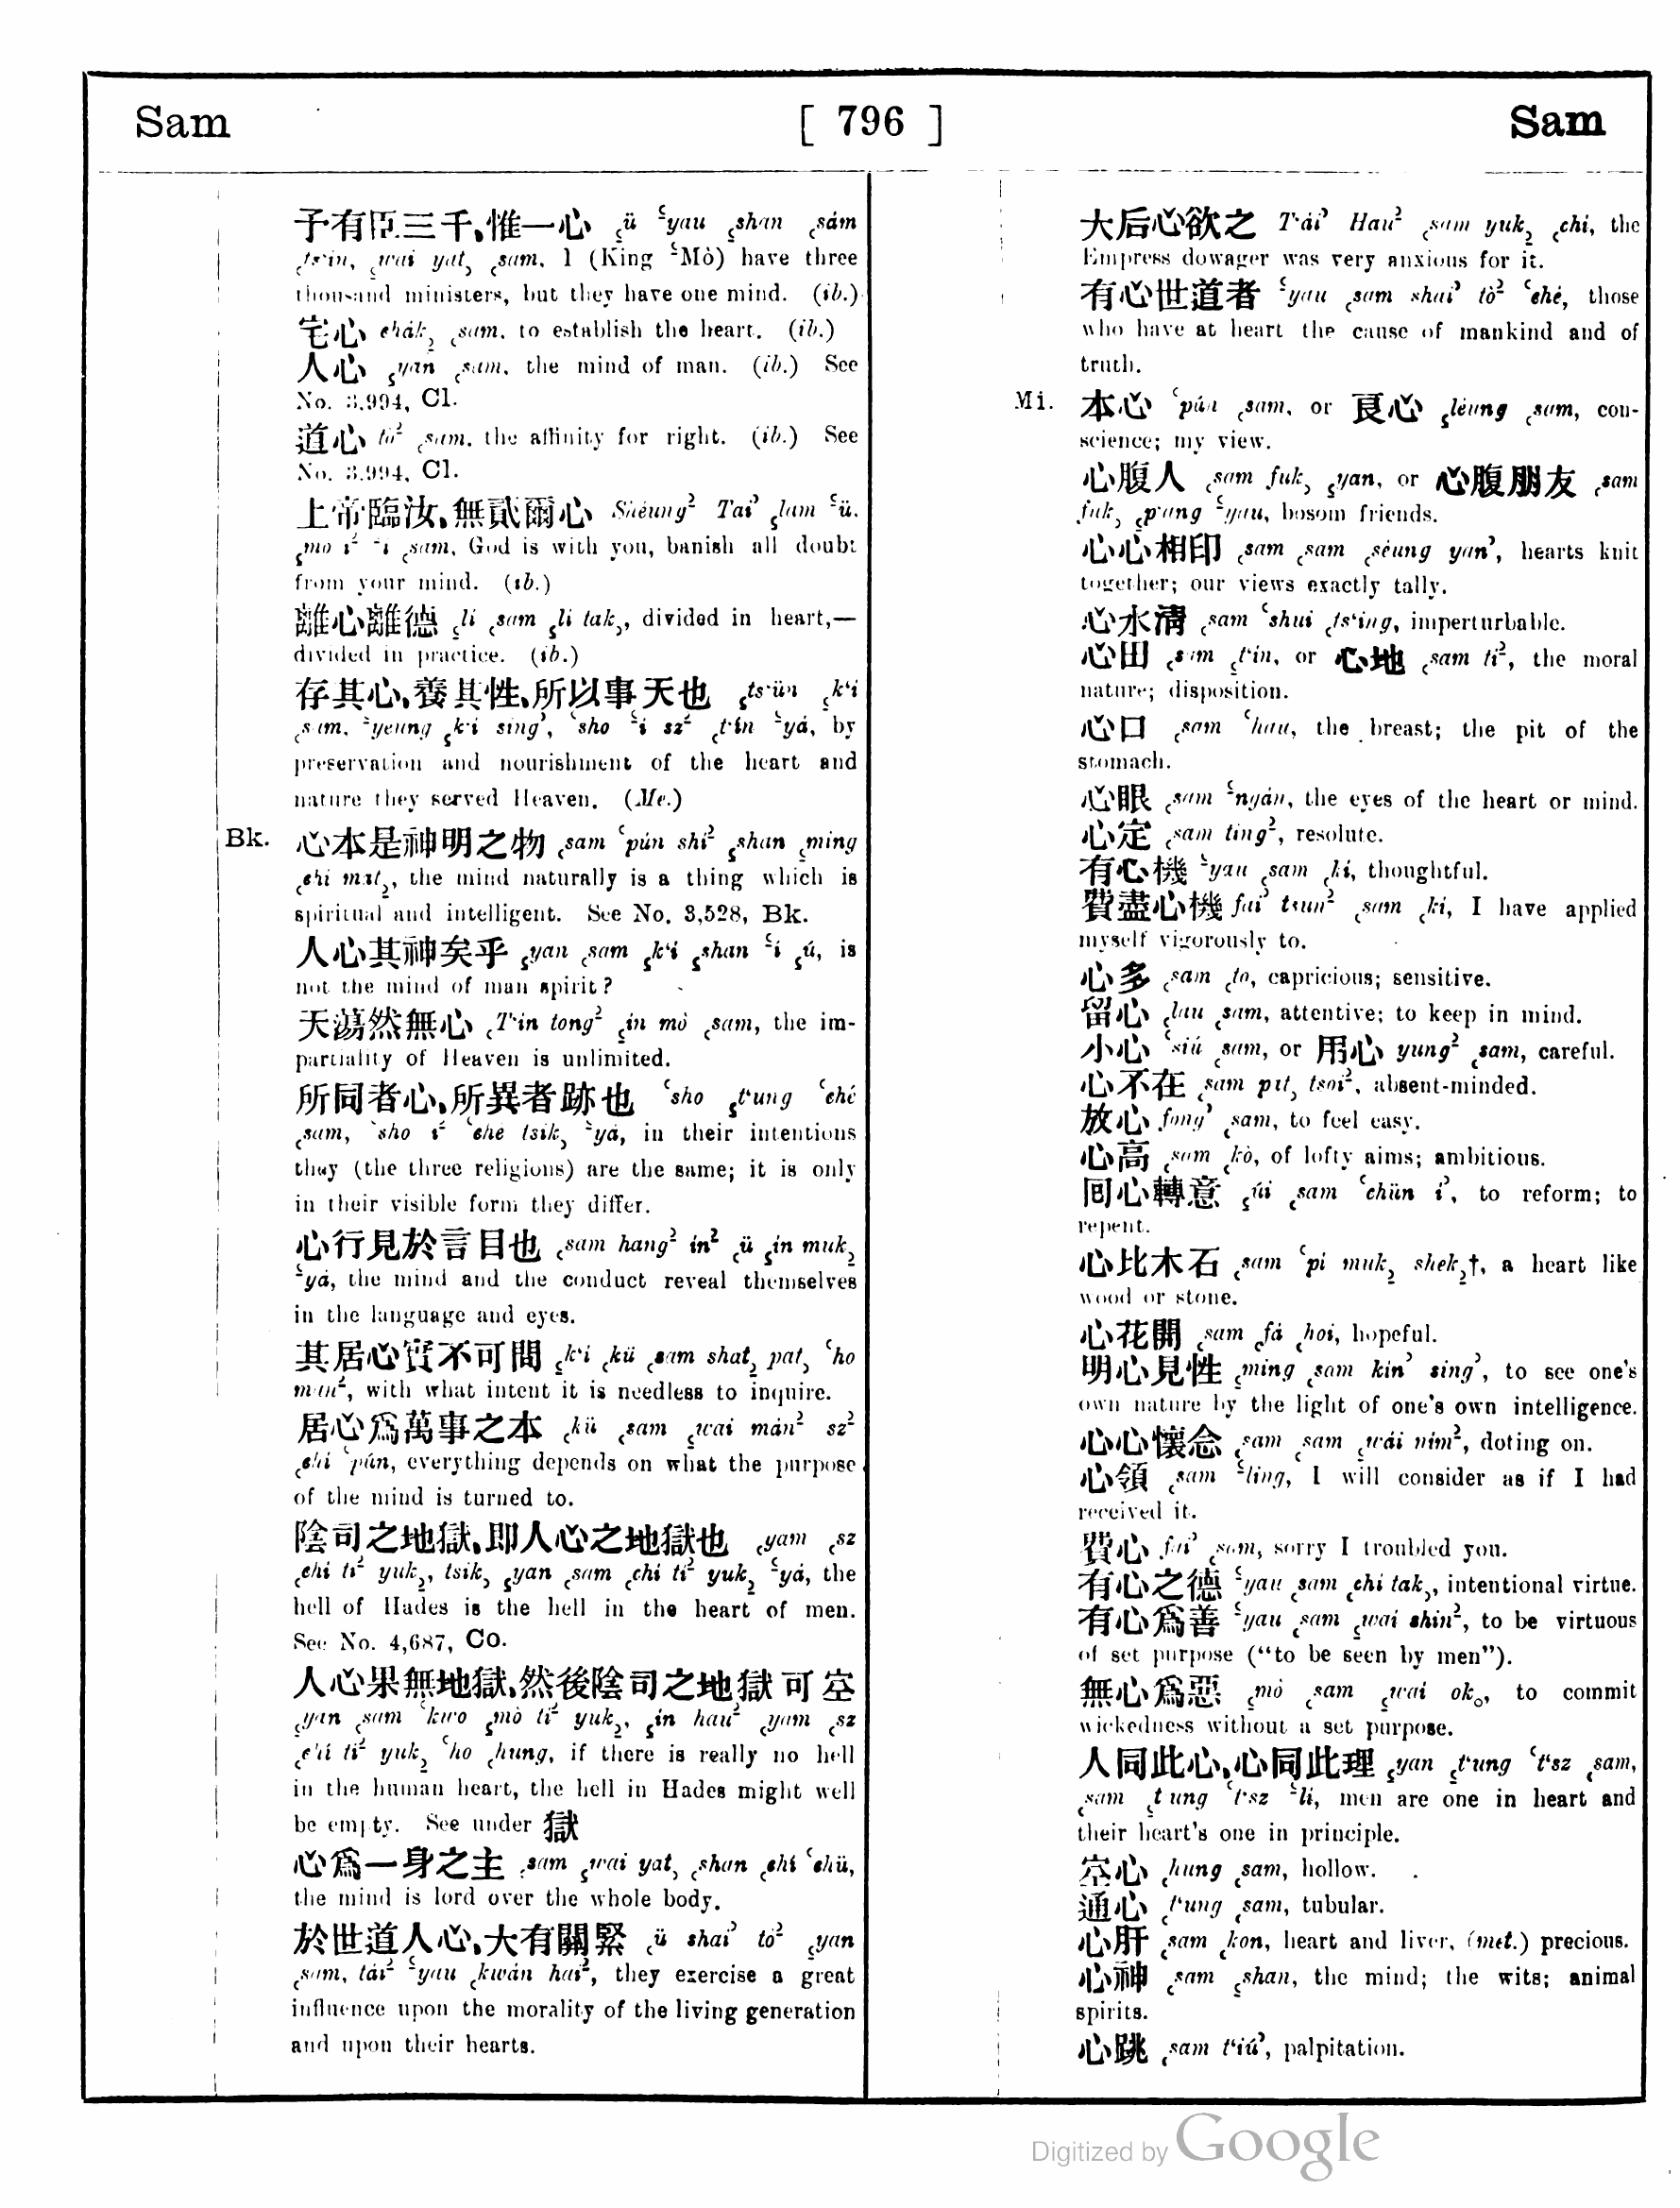 Sam [ 796 ] Sam
予有臣三千,惟一心 ꜀ü ꜃yau ꜀shan ꜀sám
꜀ts'in, ꜁wai yat꜆ ꜀sam. I (King ꜃Mò) have three
thousand ministers, but they have one mind. (ib.)
宅心 chák꜇ ꜀sam. to establish the heart. (ib.)
人心 ꜁yan ꜀sam. the mind of man. (ib.) See
No. 3,994, Cl.
道心 tò² ꜀sam. the affinity for right. (ib.) See
No. 3,994, Cl.
上帝臨汝,無貳爾心 Shéung² Tai꜄ ꜁lam ꜃ü.
꜁mo i² ꜃i ꜀sam, God is with you, banish all doubt
from your mind. (ib.)
離心離德 ꜁li ꜀sam ꜁li tak꜆, divided in heart,—
divided in practice. (ib.)
存其心,養其性,所以事天也 ꜁ts'ün ꜁k'i
꜀sam. ꜃yeung ꜁k'i sing꜄, ꜂sho ꜃i sz² ꜀t'ín ꜃yá, by
preservation and nourishment of the heart and
nature they served Heaven. (Me.)
Bk. 心本是神明之物 ꜀sam ꜂pún shí² ꜁shan ꜁ming
꜀chi mat꜇, the mind naturally is a thing which is
spiritual and intelligent. See No. 3,528, Bk.
人心其神矣乎 ꜁yan ꜀sam ꜁k'i ꜁shan ꜃í ꜁ú, is
not the mind of man spirit?
天蕩然無心 ꜀T'in tong² ꜁in mò ꜀sam, the im-
partiality of Heaven is unlimited.
所同者心,所異者跡也 ꜂sho ꜁t'ung ꜂ché
꜀sam, ꜂sho i² ꜂ché tsik꜆ ꜃yá, in their intentions
they (the three religions) are the same; it is only
in their visible form they differ.
心行見於言目也 ꜀sam hang² ín² ꜀ü ꜁in muk꜇
꜃yá, the mind and the conduct reveal themselves
in the language and eyes.
其居心實不可問 ꜁k'i ꜀kü ꜀sam shat꜇ pat꜆ ꜂ho
man², with what intent it is needless to inquire.
居心爲萬事之本 ꜀kü ꜀sam ꜁wai mán² sz²
꜀chi ꜂pún, everything depends on what the purpose
of the mind is turned to.
陰司之地獄,即人心之地獄也 ꜀yam ꜀sz
꜀chi ti² yuk꜇, tsik꜆ ꜁yan ꜀sam ꜀chi ti² yuk꜇ ꜃yá, the
hell of Hades is the hell in the heart of men.
See No. 4,687, Co.
人心果無地獄,然後陰司之地獄可空
꜁yan ꜀sam ꜂kwo ꜁mò ti² yuk꜇, ꜁ín hau² ꜀yam ꜀sz
꜀chi ti² yuk꜇ ꜂ho ꜀hung, if there is really no hell
in the human heart, the hell in Hades might well
be empty. See under 獄
心爲一身之主 ꜀sam ꜁wai yat꜆ ꜀shan ꜀chi ꜂chü,
the mind is lord over the whole body.
於世道人心,大有關緊 ꜀ü shai꜄ tò² ꜁yan
꜀sam, tái² ꜃yau ꜀kwán hai², they exercise a great
influence upon the morality of the living generation
and upon their hearts.
大后心欲之 T'ái꜄ Hau² ꜀sam yuk꜇ ꜀chi, the
Empress dowager was very anxious for it.
有心世道者 ꜃yau ꜀sam shai꜄ tò² ꜂ché, those
who have at heart the cause of mankind and of
truth.
Mi. 本心 ꜂pún ꜀sam, or 良心 ꜁léung ꜀sam, con-
science; my view.
心腹人 ꜀sam fuk꜆ ꜁yan, or 心腹朋友 ꜀sam
fuk꜆ ꜁p'ang ꜃yau, bosom friends.
心心相印 ꜀sam ꜀sam ꜀séung yan꜄, hearts knit
together; our views exactly tally.
心水清 ꜀sam ꜂shui ꜀ts'ing, imperturbable.
心田 ꜀sam ꜁t'in, or 心地 ꜀sam ti², the moral
nature; disposition.
心口 ꜀sam ꜂hau, the breast; the pit of the
stomach.
心眼 ꜀sam ꜃ngán, the eyes of the heart or mind.
心定 ꜀sam ting², resolute.
有心機 ꜃yau ꜀sam ꜀kí, thoughtful.
費盡心機 fai꜄ tsun² ꜀sam ꜀kí, I have applied
myself vigorously to.
心多 ꜀sam ꜀to, capricious; sensitive.
留心 ꜁lau ꜀sam, attentive; to keep in mind.
小心 ꜂siú ꜀sam, or 用心 yung² ꜀sam, careful.
心不在 ꜀sam pat꜆ tsoi², absent-minded.
放心 fong꜄ ꜀sam, to feel easy.
心高 ꜀sam ꜀kò, of lofty aims; ambitious.
回心轉意 ꜁úi ꜀sam ꜂chün i꜄, to reform; to
repent.
心比木石 ꜀sam ꜂pi muk꜇ shek꜇†, a heart like
wood or stone.
心花開 ꜀sam ꜀fá ꜀hoi, hopeful.
明心見性 ꜁ming ꜀sam kin꜄ sing꜄, to see one's
own nature by the light of one's own intelligence.
心心懷念 ꜀sam ꜀sam ꜁wái ním², doting on.
心領 ꜀sam ꜃ling, I will consider as if I had
received it.
費心 fai꜄ ꜀sam, sorry I troubled you.
有心之德 ꜃yau ꜀sam ꜀chi tak꜆, intentional virtue.
有心爲善 ꜃yau ꜀sam ꜁wai shin², to be virtuous
of set purpose ("to be seen by men").
無心爲惡 ꜁mò ꜀sam ꜁wai ok꜀, to commit
wickedness without a set purpose.
人同此心,心同此理 ꜁yan ꜁t'ung ꜂t'sz ꜀sam,
꜀sam ꜁t'ung ꜂t'sz ꜃li, men are one in heart and
their heart's one in principle.
空心 ꜀hung ꜀sam, hollow.
通心 ꜀t'ung ꜀sam, tubular.
心肝 ꜀sam ꜀kon, heart and liver, (met.) precious.
心神 ꜀sam ꜁shan, the mind; the wits; animal
spirits.
心跳 ꜀sam t'iú꜄, palpitation.
Digitized by Google